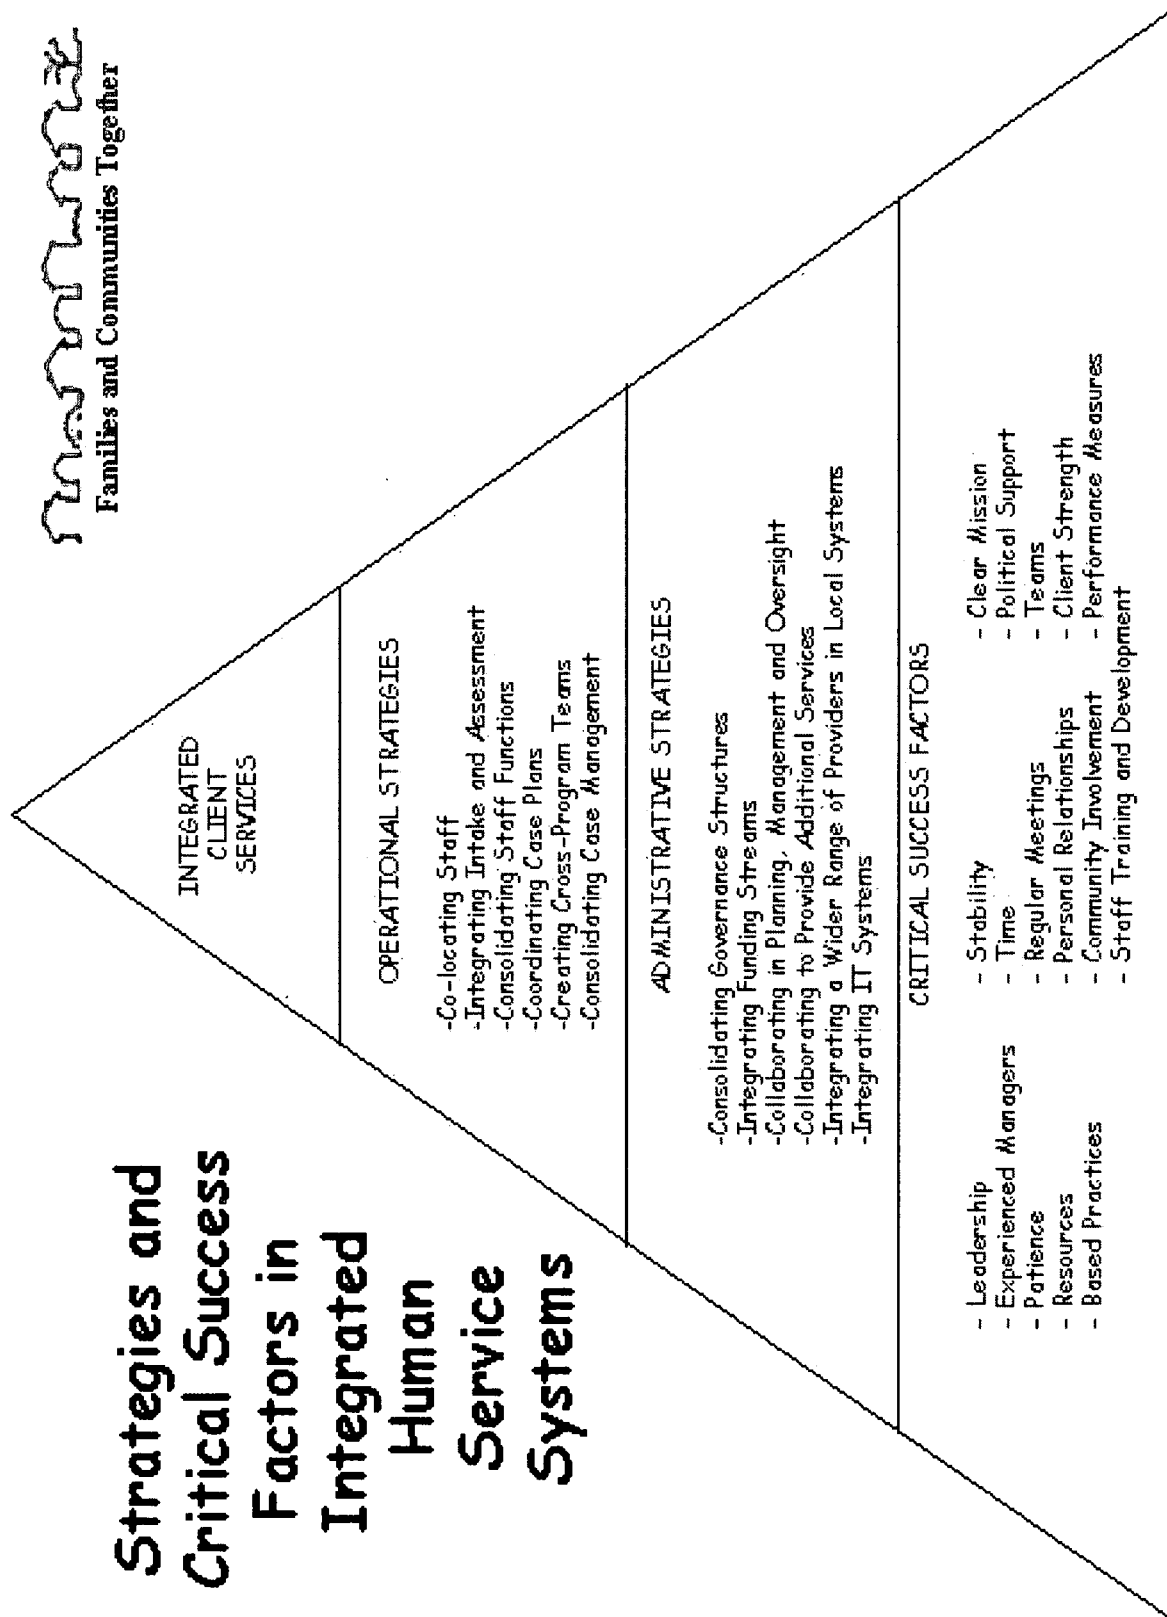 Strategies and
Critical Success
Factors in
Integrated
Human
Service
Systems
Families and Communities Together
INTEGRATED
CLIENT
SERVICES
OPERATIONAL STRATEGIES
-Co-locating Staff
-Integrating Intake and Assessment
-Consolidating Staff Functions
-Coordinating Case Plans
-Creating Cross-Program Teams
-Consolidating Case Management
ADMINISTRATIVE STRATEGIES
-Consolidating Governance Structures
-Integrating Funding Streams
-Collaborating in Planning, Management and Oversight
-Collaborating to Provide Additional Services
-Integrating a Wider Range of Providers in Local Systems
-Integrating IT Systems
CRITICAL SUCCESS FACTORS
- Leadership
- Experienced Managers
- Patience
- Resources
- Based Practices
- Stability
- Time
- Regular Meetings
- Personal Relationships
- Community Involvement
- Staff Training and Development
- Clear Mission
- Political Support
- Teams
- Client Strength
- Performance Measures